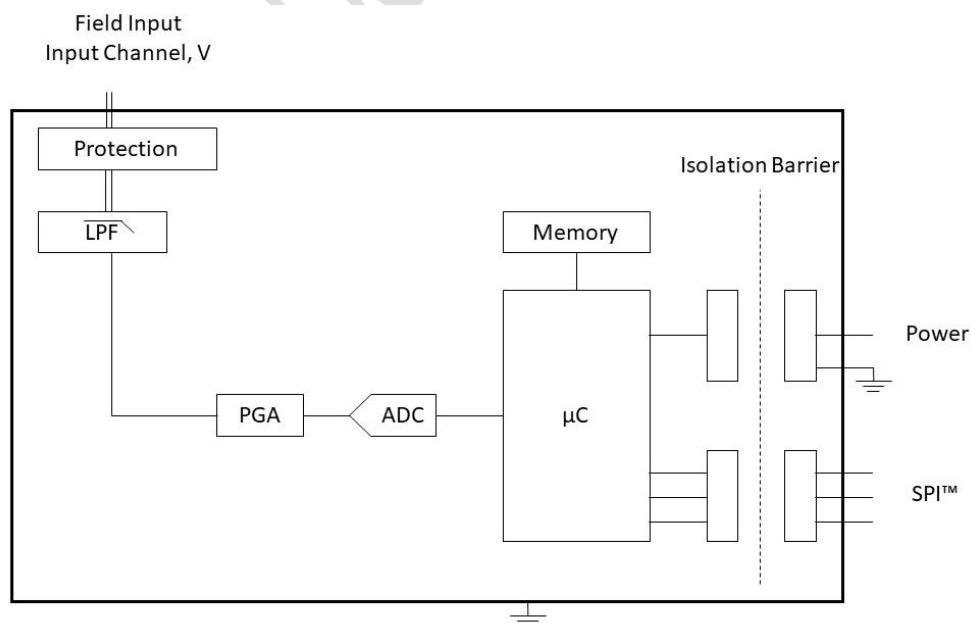 Field Input
Input Channel, V
Protection
Isolation Barrier
LPF
Memory
Power
PGA
ADC
µC
SPI™